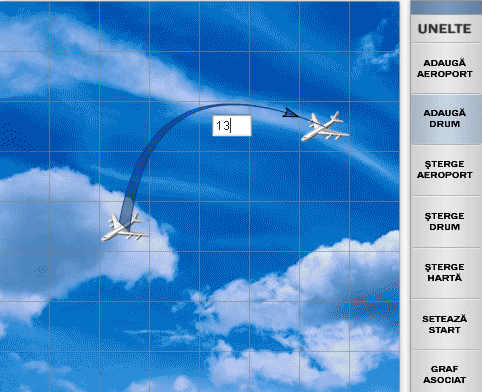 UNELTE
ADAUGĂ
AEROPORT
ADAUGĂ
DRUM
ŞTERGE
AEROPORT
ŞTERGE
DRUM
ŞTERGE
HARTĂ
SETEAZĂ
START
GRAF
ASOCIAT
13